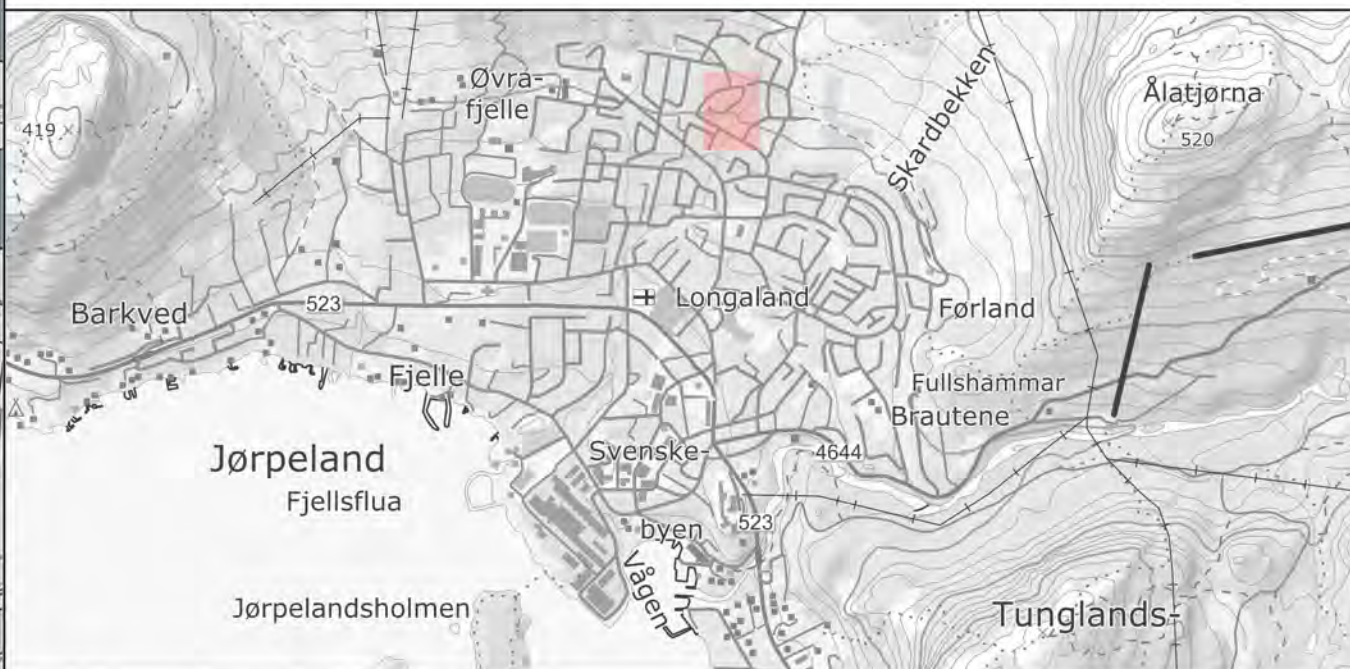 Øvra-
fjelle
Skardbekken
Ålatjørna
520
419
Barkved
523
Longaland
Førland
Fjelle
Fullshammar
Brautene
Jørpeland
Svenske-
4644
Fjellsflua
byen
523
Vågen
Jørpelandsholmen
Tunglands-